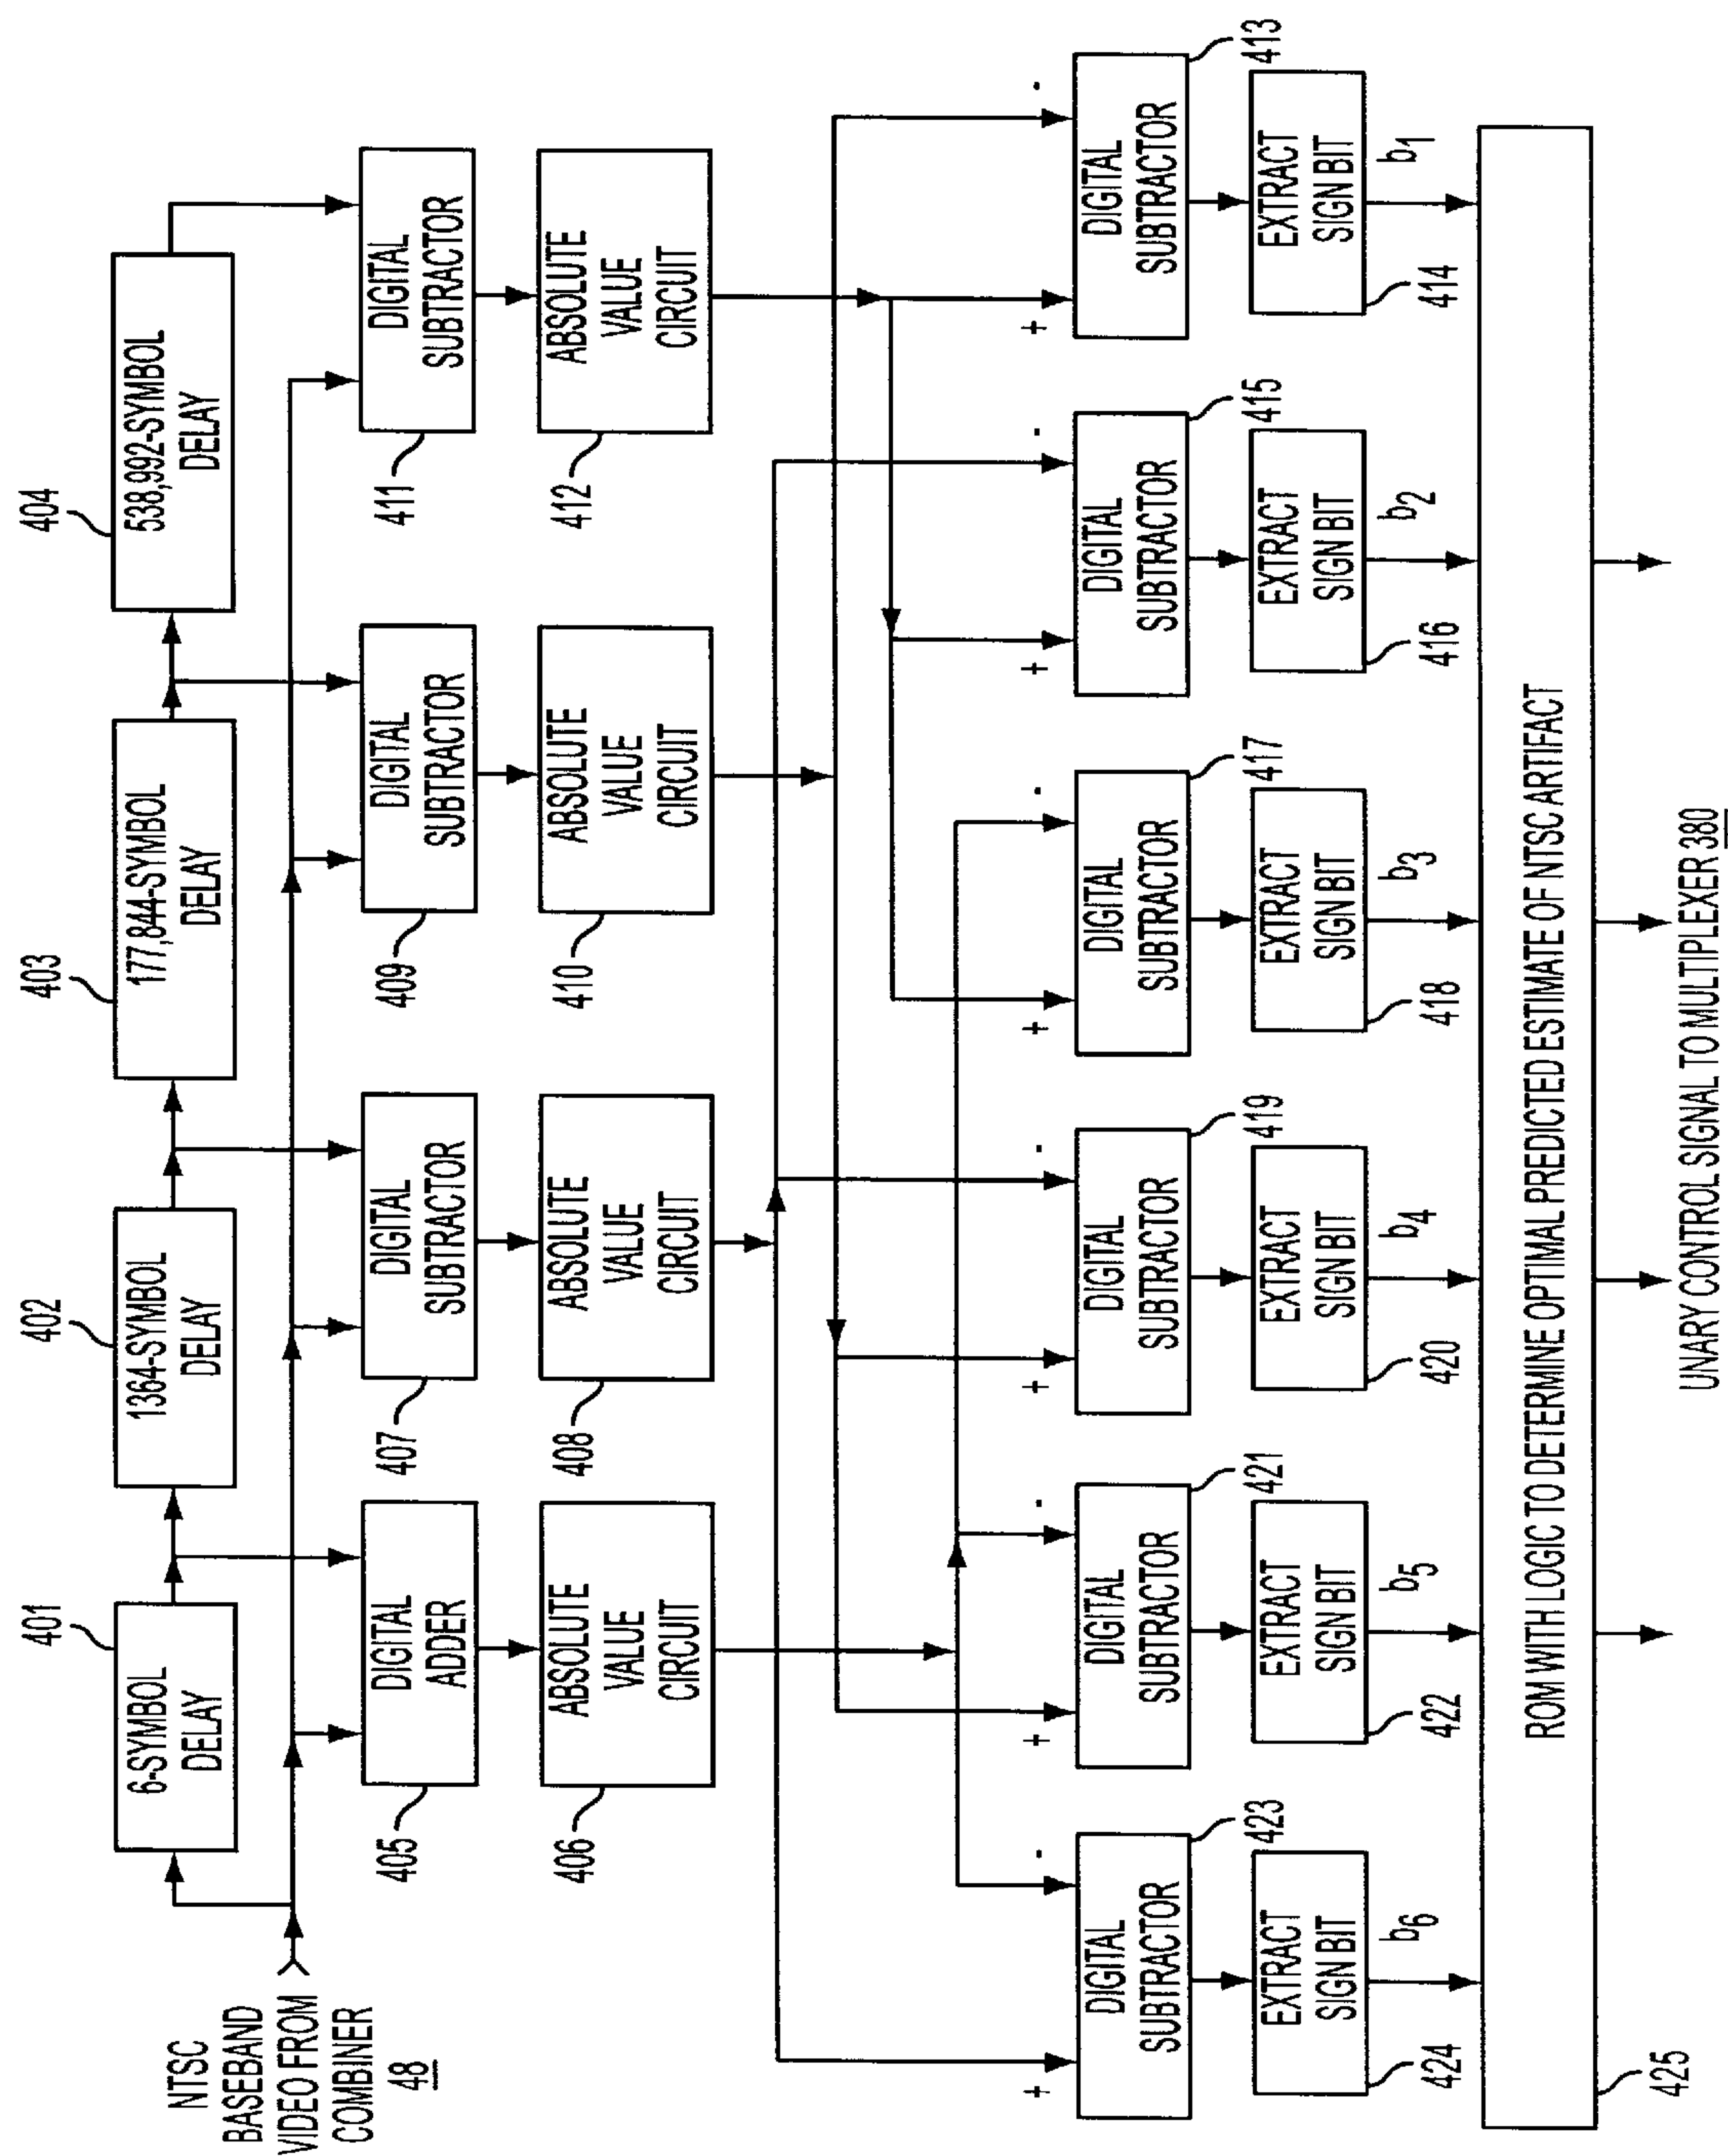 NTSC
BASEBAND
VIDEO FROM
COMBINER
48
401
6-SYMBOL
DELAY
402
1364-SYMBOL
DELAY
403
177,844-SYMBOL
DELAY
404
538,992-SYMBOL
DELAY
DIGITAL
ADDER
405
DIGITAL
SUBTRACTOR
407
DIGITAL
SUBTRACTOR
409
DIGITAL
SUBTRACTOR
411
ABSOLUTE
VALUE
CIRCUIT
406
ABSOLUTE
VALUE
CIRCUIT
408
ABSOLUTE
VALUE
CIRCUIT
410
ABSOLUTE
VALUE
CIRCUIT
412
+
-
DIGITAL
SUBTRACTOR
423
+
-
DIGITAL
SUBTRACTOR
421
+
-
DIGITAL
SUBTRACTOR
419
+
-
DIGITAL
SUBTRACTOR
417
+
-
DIGITAL
SUBTRACTOR
415
+
-
DIGITAL
SUBTRACTOR
413
EXTRACT
SIGN BIT
424
b6
EXTRACT
SIGN BIT
422
b5
EXTRACT
SIGN BIT
420
b4
EXTRACT
SIGN BIT
418
b3
EXTRACT
SIGN BIT
416
b2
EXTRACT
SIGN BIT
414
b1
ROM WITH LOGIC TO DETERMINE OPTIMAL PREDICTED ESTIMATE OF NTSC ARTIFACT
425
UNARY CONTROL SIGNAL TO MULTIPLEXER 380